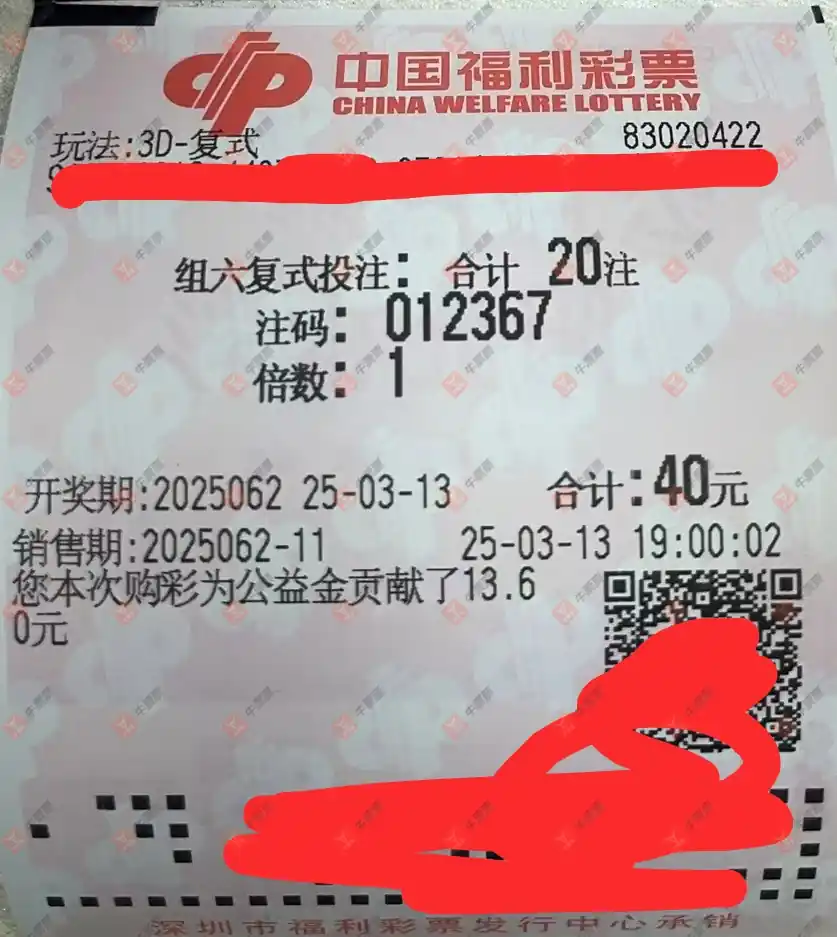 中国福利彩票
CHINA WELFARE LOTTERY
玩法:3D-复式 83020422
组六复式投注: 合计 20注
注码: 012367
倍数: 1
开奖期:2025062 25-03-13 合计:40元
销售期:2025062-11 25-03-13 19:00:02
您本次购彩为公益金贡献了13.6
0元
深圳市福利彩票发行中心承销